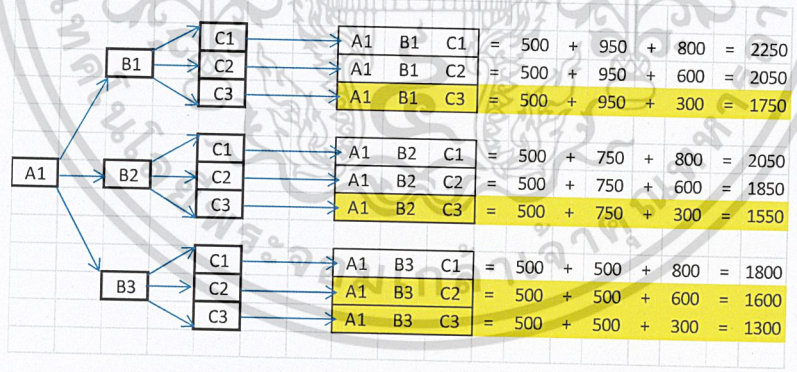 C1 A1 B1 C1 = 500 + 950 + 800 = 2250
B1 C2 A1 B1 C2 = 500 + 950 + 600 = 2050
C3 A1 B1 C3 = 500 + 950 + 300 = 1750
C1 A1 B2 C1 = 500 + 750 + 800 = 2050
A1 B2 C2 A1 B2 C2 = 500 + 750 + 600 = 1850
C3 A1 B2 C3 = 500 + 750 + 300 = 1550
C1 A1 B3 C1 = 500 + 500 + 800 = 1800
B3 C2 A1 B3 C2 = 500 + 500 + 600 = 1600
C3 A1 B3 C3 = 500 + 500 + 300 = 1300